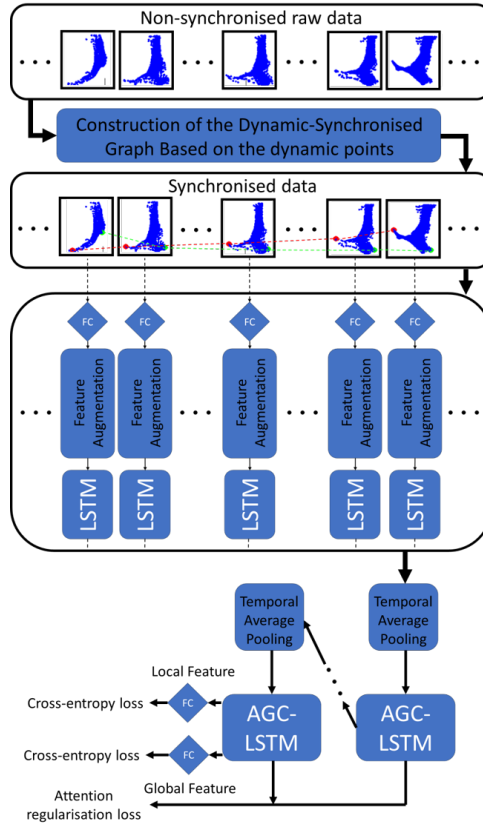 Non-synchronised raw data
Construction of the Dynamic-Synchronised
Graph Based on the dynamic points
Synchronised data
FC
FC
FC
FC
FC
Feature
Augmentation
Feature
Augmentation
Feature
Augmentation
Feature
Augmentation
Feature
Augmentation
LSTM
LSTM
LSTM
LSTM
LSTM
Temporal
Average
Pooling
Temporal
Average
Pooling
Local Feature
Cross-entropy loss
FC
AGC-
LSTM
AGC-
LSTM
Cross-entropy loss
FC
Global Feature
Attention
regularisation loss